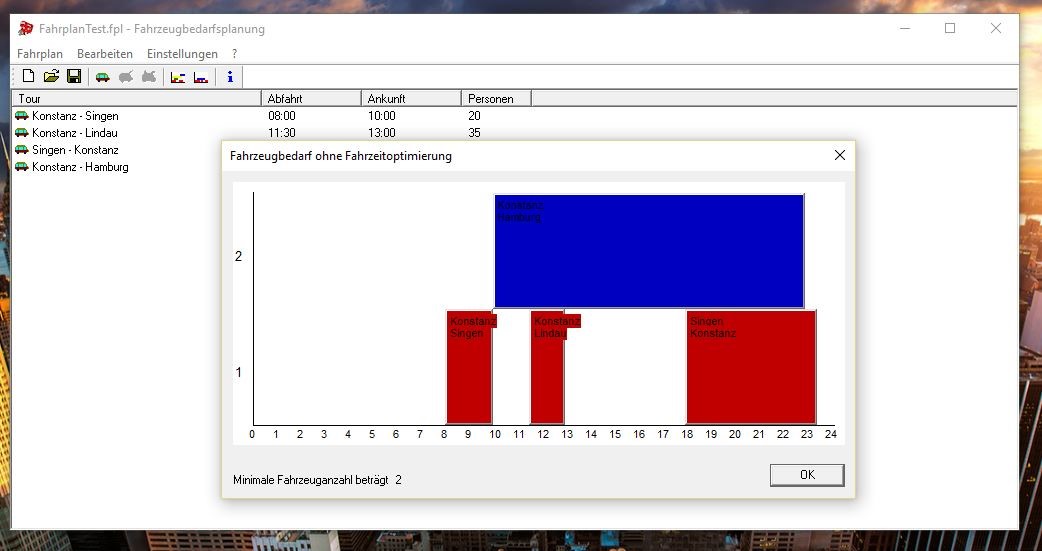 FahrplanTest.fpl - Fahrzeugbedarfsplanung
Fahrplan Bearbeiten Einstellungen ?
Tour Abfahrt Ankunft Personen
Konstanz - Singen 08:00 10:00 20
Konstanz - Lindau 11:30 13:00 35
Singen - Konstanz
Konstanz - Hamburg
Fahrzeugbedarf ohne Fahrzeitoptimierung
Konstanz
Hamburg
2
Konstanz
Singen
Konstanz
Lindau
Singen
Konstanz
1
0 1 2 3 4 5 6 7 8 9 10 11 12 13 14 15 16 17 18 19 20 21 22 23 24
Minimale Fahrzeuganzahl beträgt 2
OK